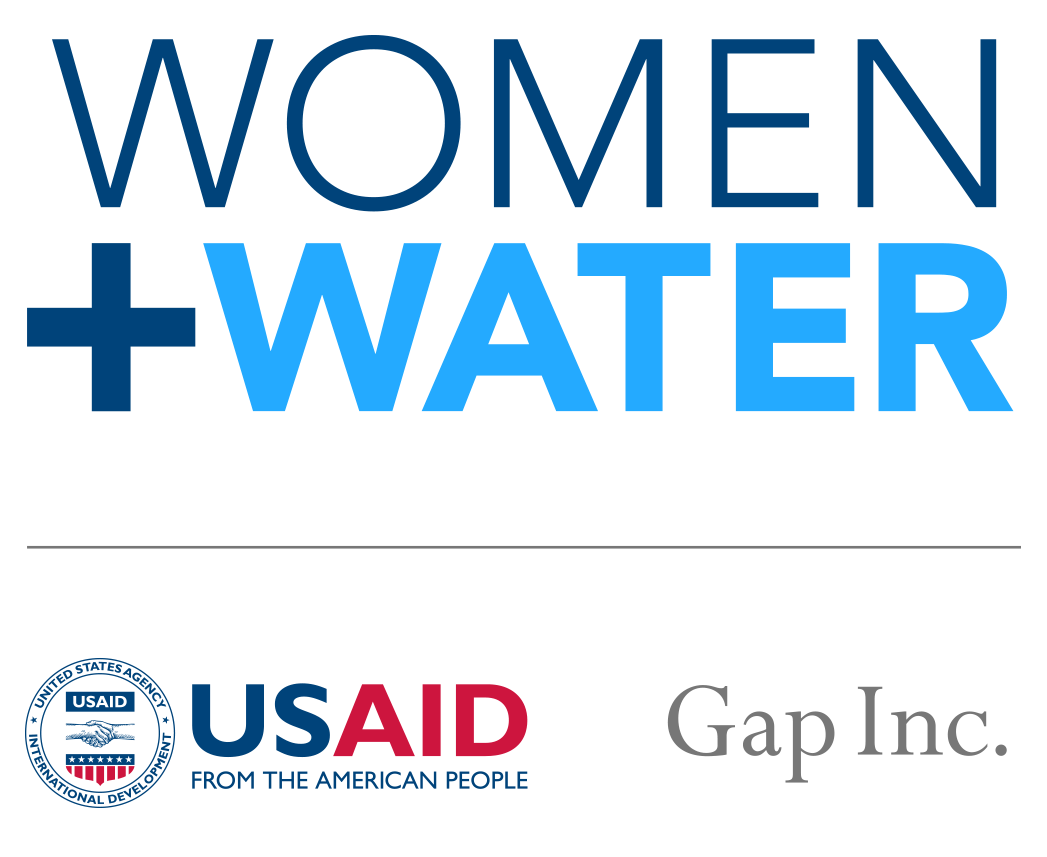 WOMEN
+WATER
UNITED STATES AGENCY
USAID
INTERNATIONAL DEVELOPMENT
USAID
FROM THE AMERICAN PEOPLE
Gap Inc.